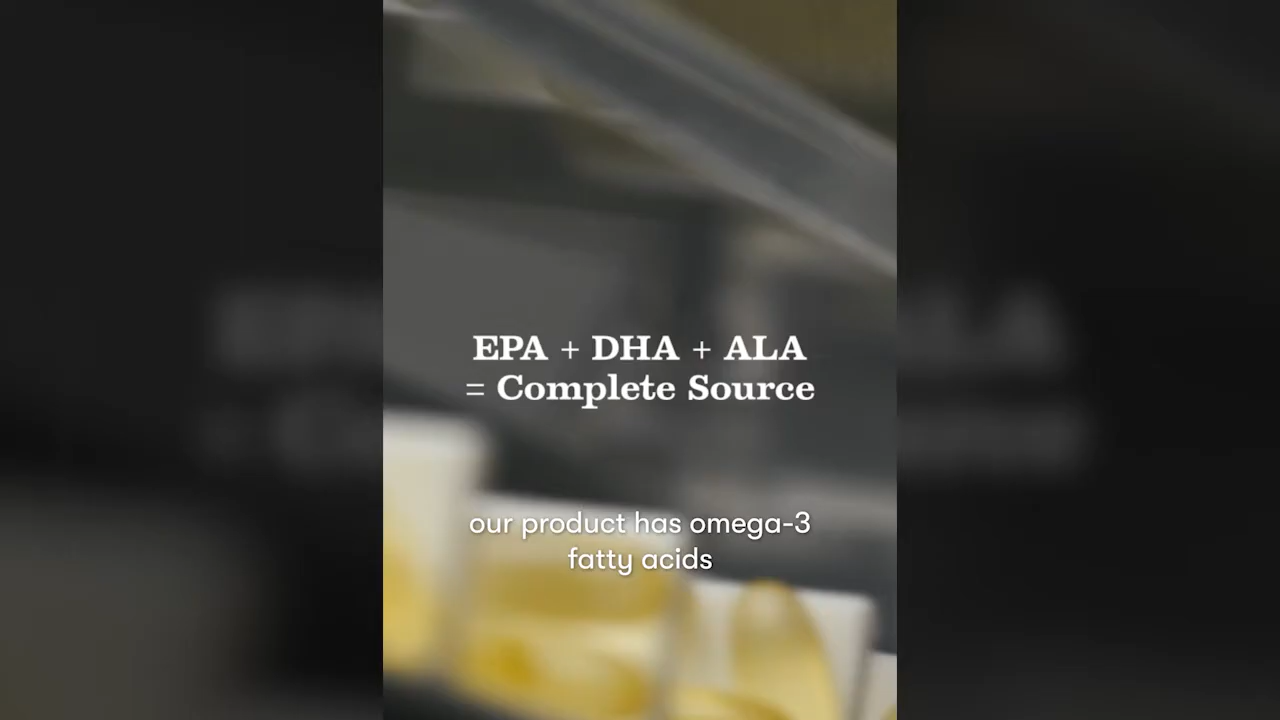 EPA + DHA + ALA
= Complete Source
our product has omega-3
fatty acids